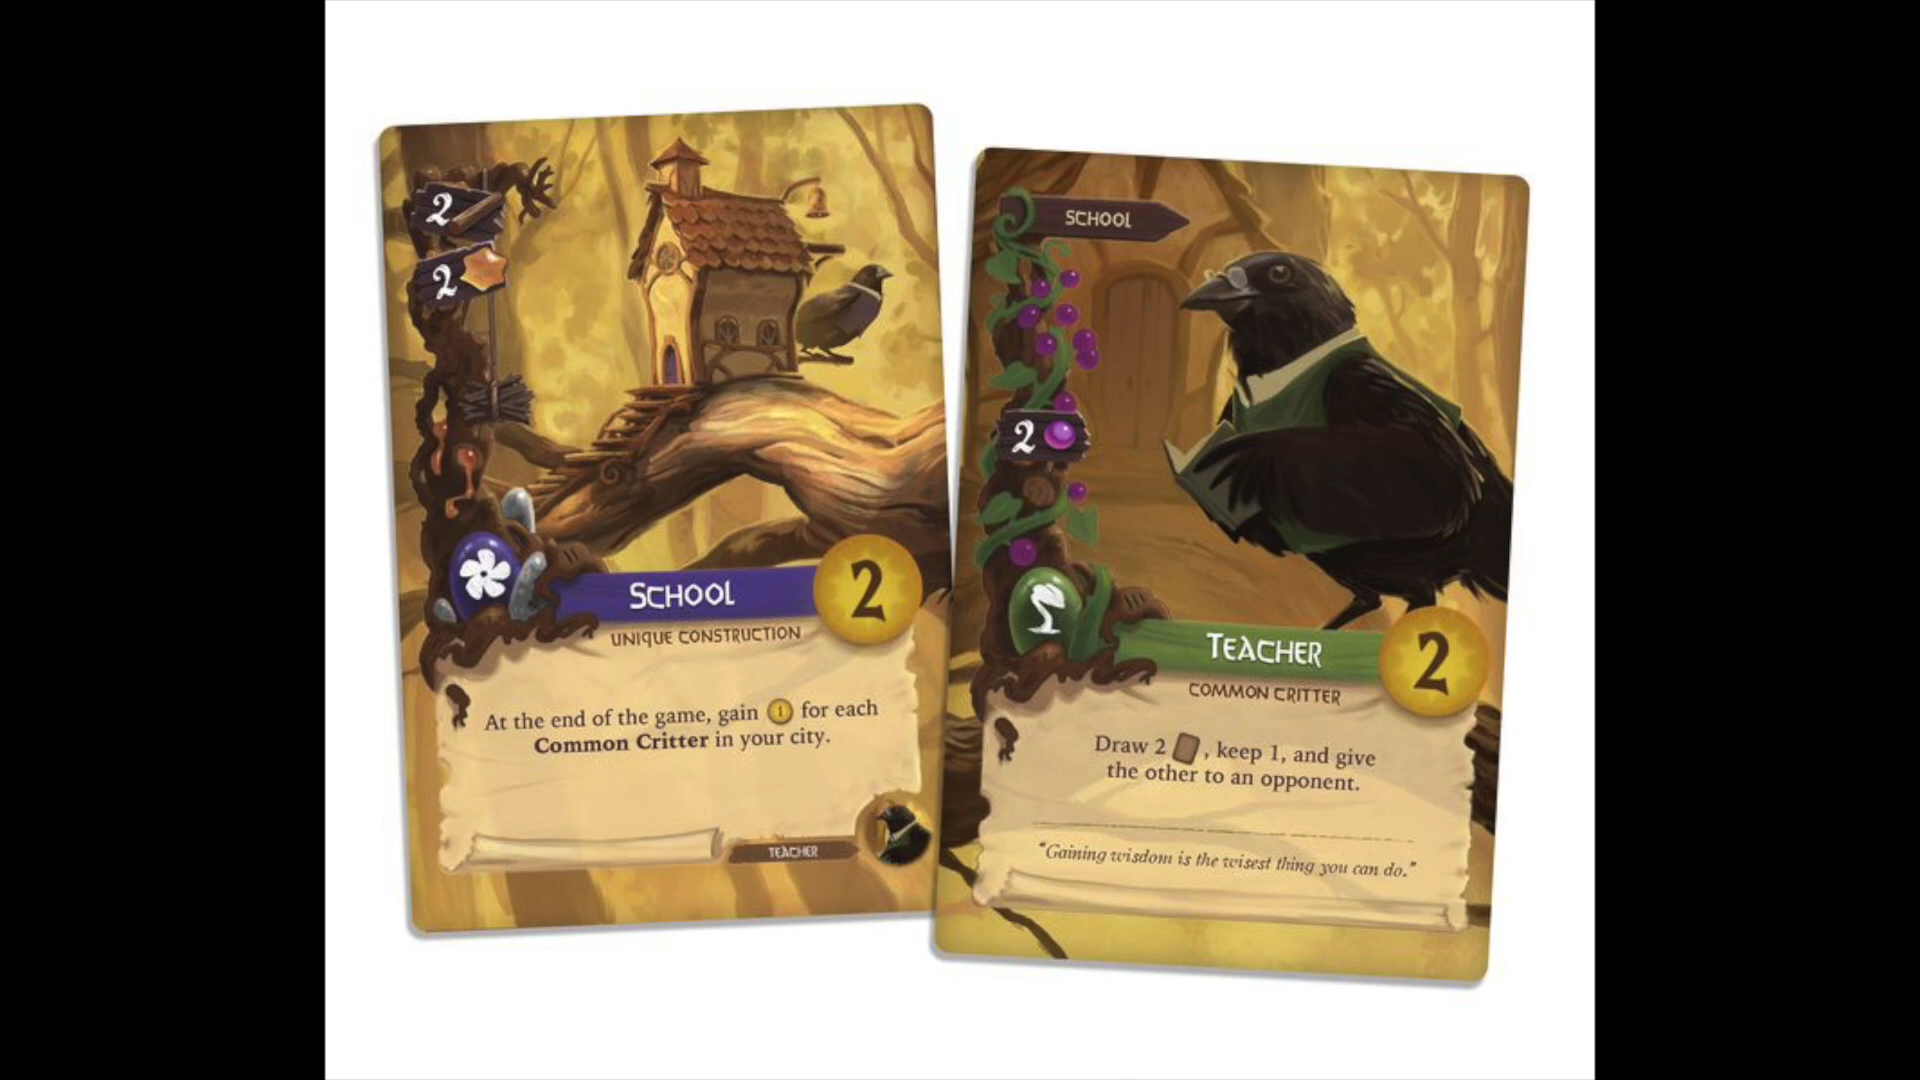 2
2
SCHOOL
2
UNIQUE CONSTRUCTION
At the end of the game, gain 1 for each
Common Critter in your city.
TEACHER
SCHOOL
2
TEACHER
2
COMMON CRITTER
Draw 2 , keep 1, and give
the other to an opponent.
"Gaining wisdom is the wisest thing you can do."